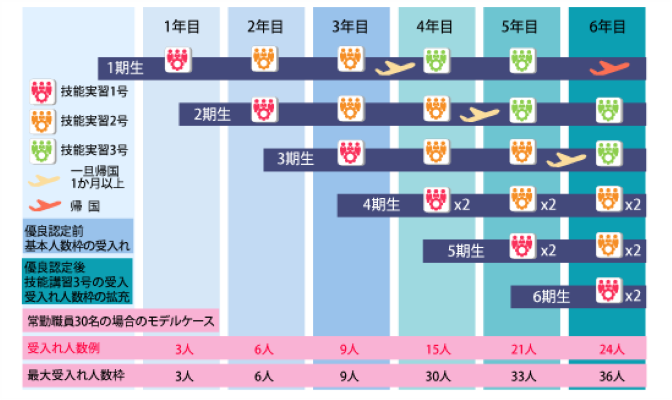 1年目 2年目 3年目 4年目 5年目 6年目
1期生
技能実習1号
技能実習2号
2期生
技能実習3号
3期生
一旦帰国
1か月以上
帰 国
4期生 x2 x2 x2
優良認定前
基本人数枠の受入れ
5期生 x2 x2
優良認定後
技能講習3号の受入
受入れ人数枠の拡充
6期生 x2
常勤職員30名の場合のモデルケース
受入れ人数例 3人 6人 9人 15人 21人 24人
最大受入れ人数枠 3人 6人 9人 30人 33人 36人